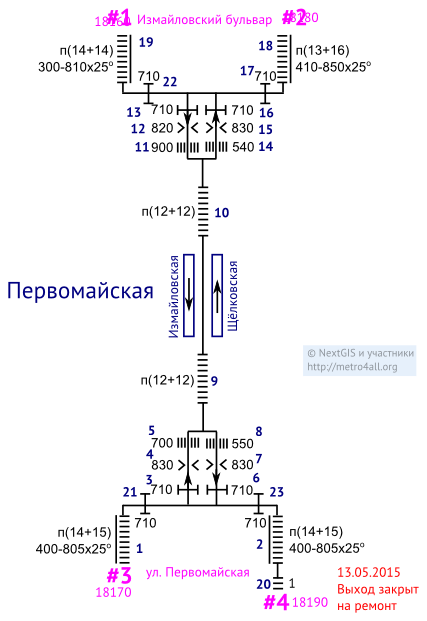 #1 Измайловский бульвар #2
18160 18180
19 18
п(14+14) п(13+16)
300-810x25° 410-850x25°
17
710 22 710
13 710 710 16
12 820 830 15
11 900 540 14
п(12+12) 10
Первомайская
Измайловская
Щёлковская
© NextGIS и участники
http://metro4all.org
п(12+12) 9
5 700 550 8
4 830 830 7
3 710 710 6
21 23
710 710
п(14+15) п(14+15)
400-805x25° 1 2 400-805x25°
#3 ул. Первомайская
18170
20 1
#4 18190
13.05.2015
Выход закрыт
на ремонт